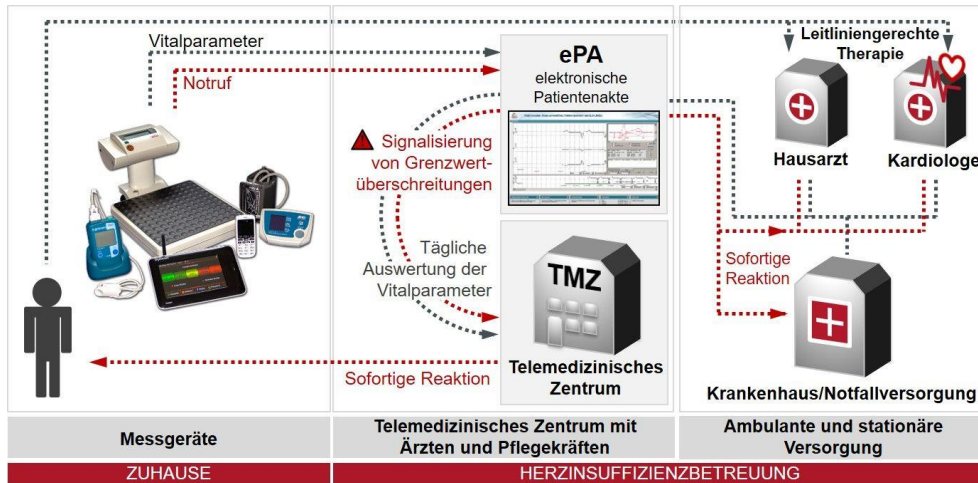 Vitalparameter
Notruf
ePA
elektronische
Patientenakte
Signalisierung
von Grenzwert-
überschreitungen
Tägliche
Auswertung der
Vitalparameter
TMZ
Telemedizinisches
Zentrum
Sofortige Reaktion
Leitliniengerechte
Therapie
Hausarzt
Kardiologe
Sofortige
Reaktion
Krankenhaus/Notfallversorgung
Messgeräte
Telemedizinisches Zentrum mit
Ärzten und Pflegekräften
Ambulante und stationäre
Versorgung
ZUHAUSE
HERZINSUFFIZIENZBETREUUNG